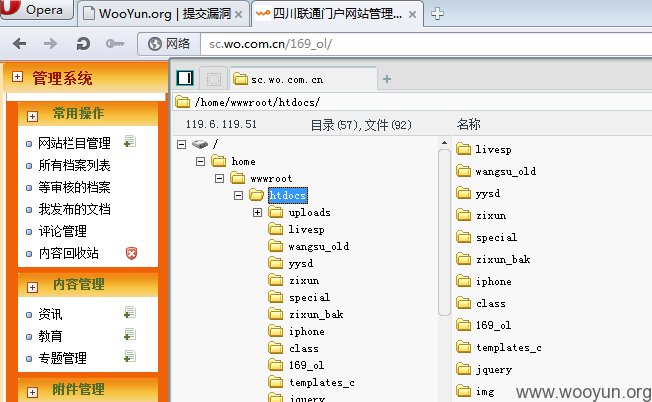 Opera
WooYun.org | 提交漏洞
四川联通门户网站管理...
网络
sc.wo.com.cn/169_ol/
管理系统
常用操作
网站栏目管理
所有档案列表
等审核的档案
我发布的文档
评论管理
内容回收站
内容管理
资讯
教育
专题管理
附件管理
sc.wo.com.cn
/home/wwwroot/htdocs/
119.6.119.51
目录(57),文件(92)
/
home
wwwroot
htdocs
uploads
livesp
wangsu_old
yysd
zixun
special
zixun_bak
iphone
class
169_ol
templates_c
jquery
名称
livesp
wangsu_old
yysd
zixun
special
zixun_bak
iphone
class
169_ol
templates_c
jquery
img
www.wooyun.org